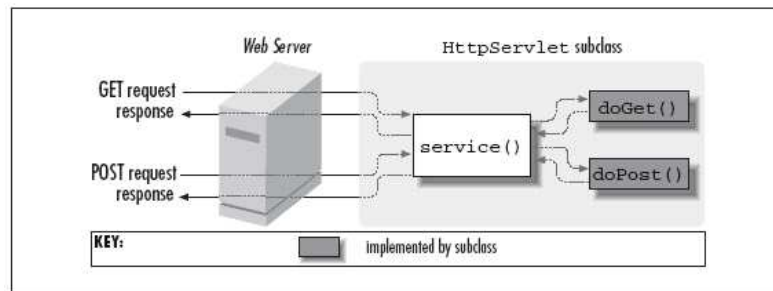 Web Server
HttpServlet subclass
GET request
response
doGet()
service()
POST request
response
doPost()
KEY:
implemented by subclass